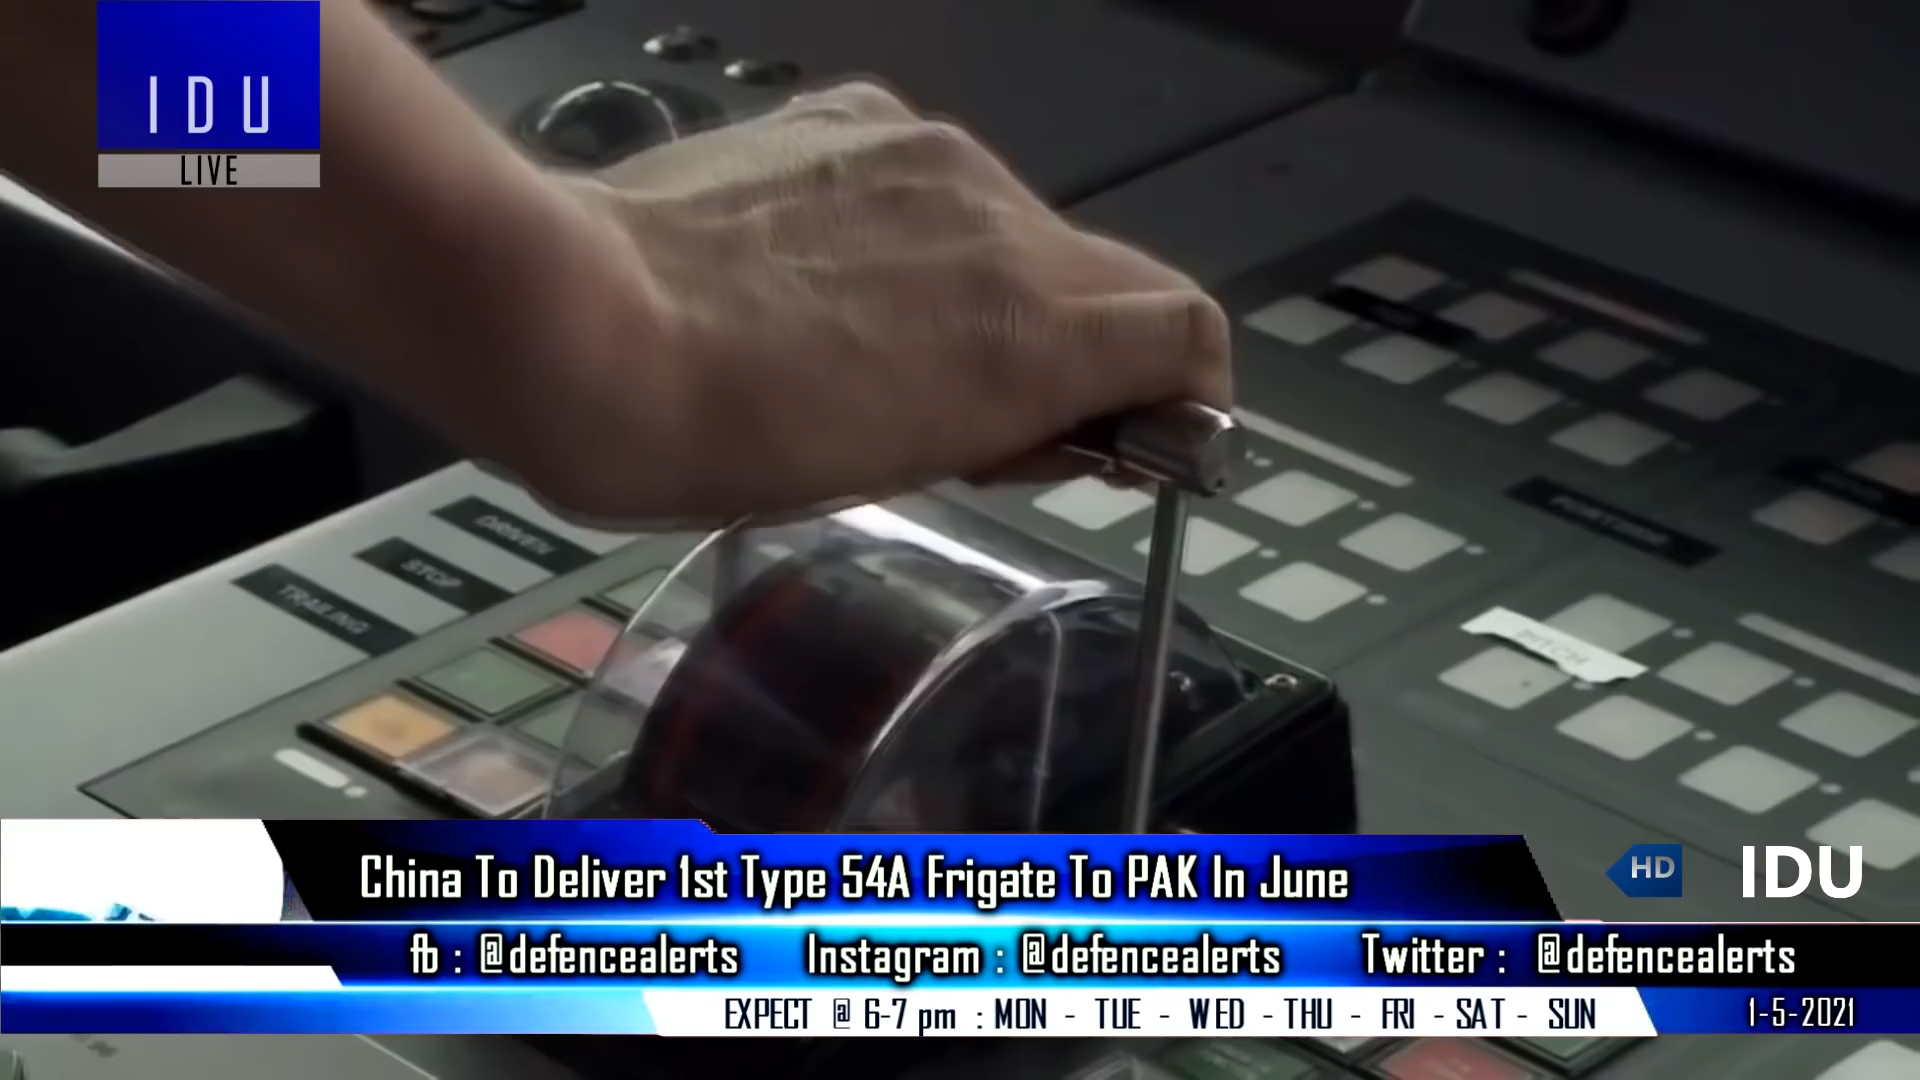 IDU
LIVE
DRIVEN
STOP
TRAILING
PITCH
China To Deliver 1st Type 54A Frigate To PAK In June
HD IDU
fb : @defencealerts Instagram : @defencealerts Twitter : @defencealerts
EXPECT @ 6-7 pm : MON - TUE - WED - THU - FRI - SAT - SUN 1-5-2021